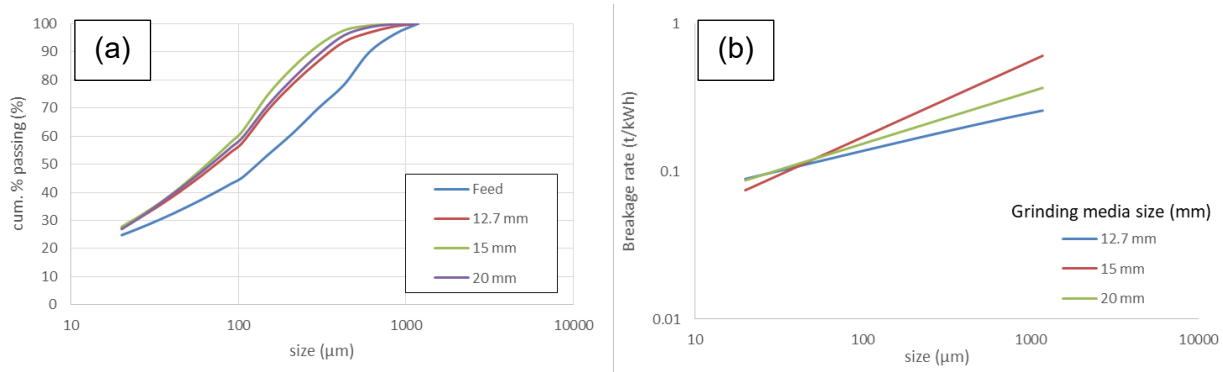 (a)
cum. % passing (%)
100
90
80
70
60
50
40
30
20
10
0
10
100
1000
10000
size (µm)
Feed
12.7 mm
15 mm
20 mm
(b)
Breakage rate (t/kWh)
1
0.1
0.01
10
100
1000
10000
size (µm)
Grinding media size (mm)
12.7 mm
15 mm
20 mm